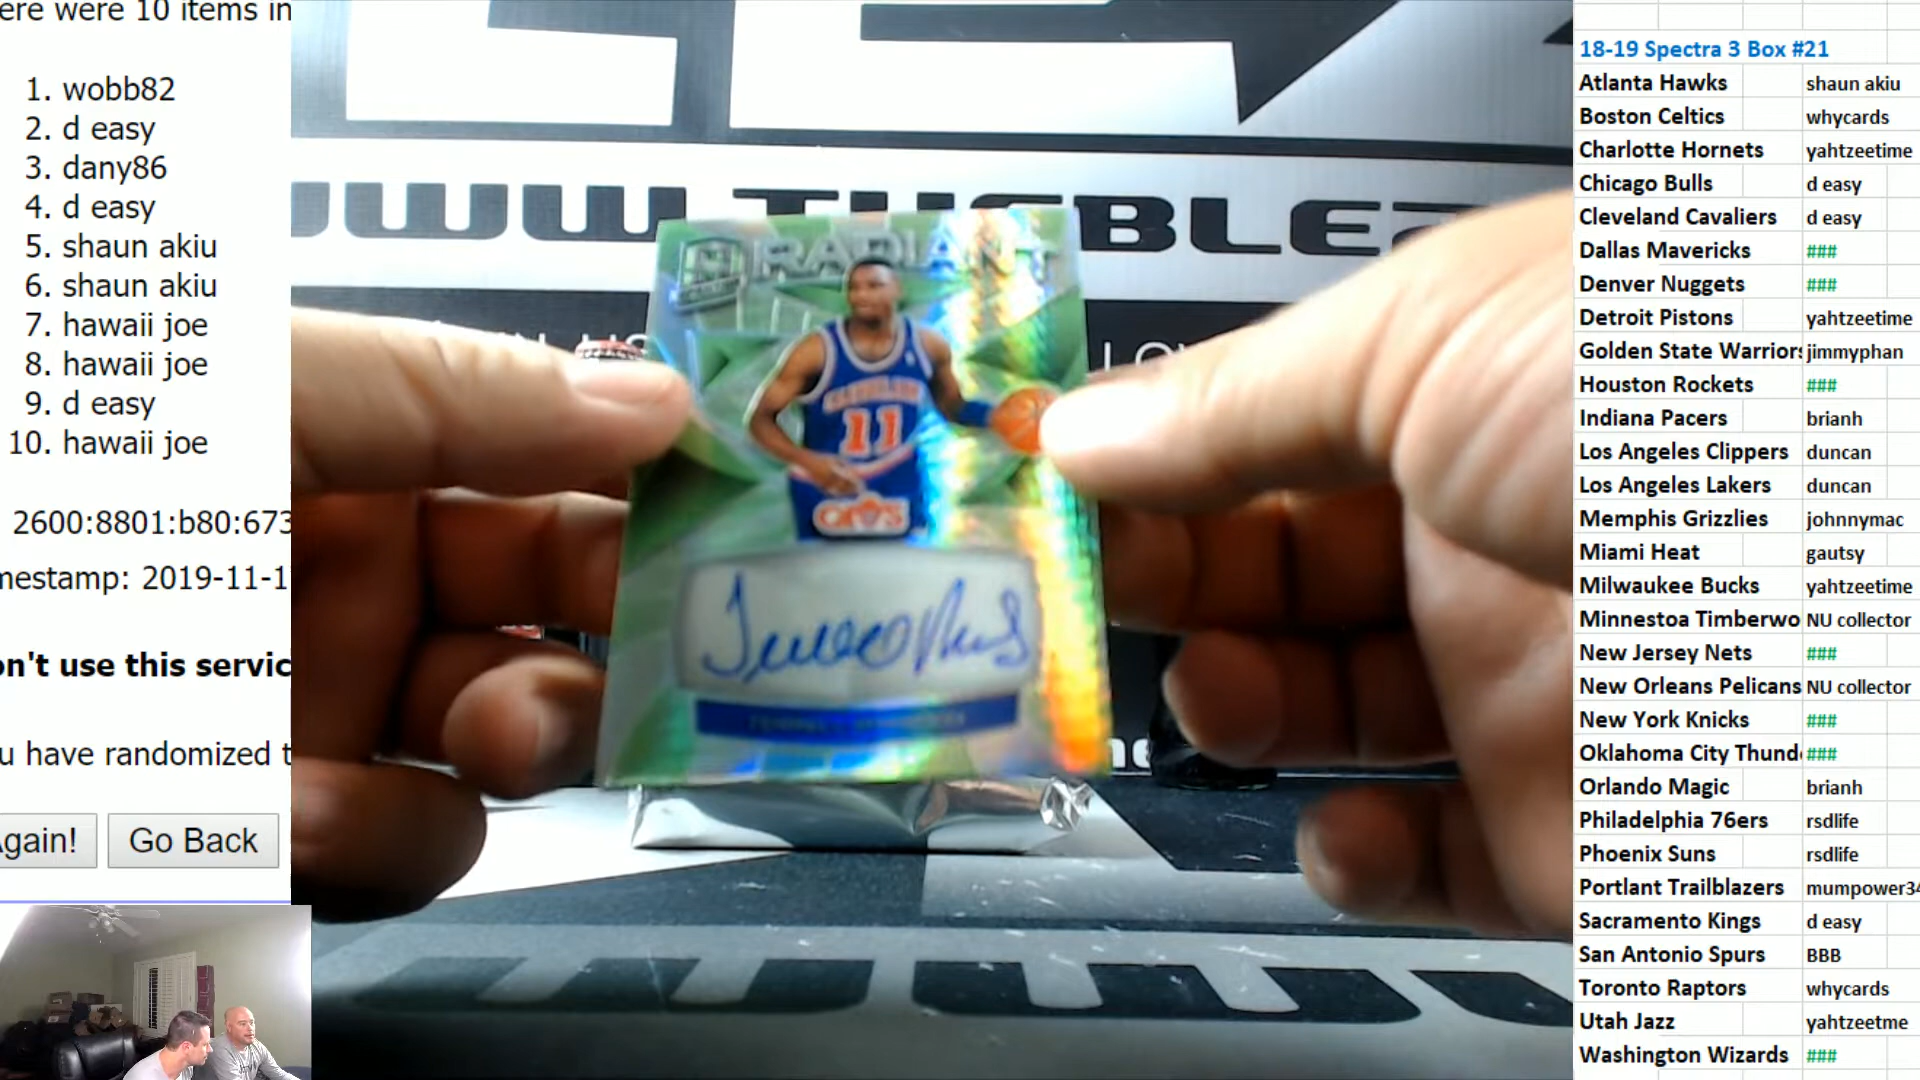 ere were 10 items in
1. wobb82
2. d easy
3. dany86
4. d easy
5. shaun akiu
6. shaun akiu
7. hawaii joe
8. hawaii joe
9. d easy
10. hawaii joe
2600:8801:b80:673
mestamp: 2019-11-1
on't use this servic
u have randomized t
gain!
Go Back
RADIANT
CLEVELAND
11
CAVS
18-19 Spectra 3 Box #21
Atlanta Hawks shaun akiu
Boston Celtics whycards
Charlotte Hornets yahtzeetime
Chicago Bulls d easy
Cleveland Cavaliers d easy
Dallas Mavericks ###
Denver Nuggets ###
Detroit Pistons yahtzeetime
Golden State Warriors jimmyphan
Houston Rockets ###
Indiana Pacers brianh
Los Angeles Clippers duncan
Los Angeles Lakers duncan
Memphis Grizzlies johnnymac
Miami Heat gautsy
Milwaukee Bucks yahtzeetime
Minnestoa Timberwo NU collector
New Jersey Nets ###
New Orleans Pelicans NU collector
New York Knicks ###
Oklahoma City Thund ###
Orlando Magic brianh
Philadelphia 76ers rsdlife
Phoenix Suns rsdlife
Portlant Trailblazers mumpower34
Sacramento Kings d easy
San Antonio Spurs BBB
Toronto Raptors whycards
Utah Jazz yahtzeetme
Washington Wizards ###